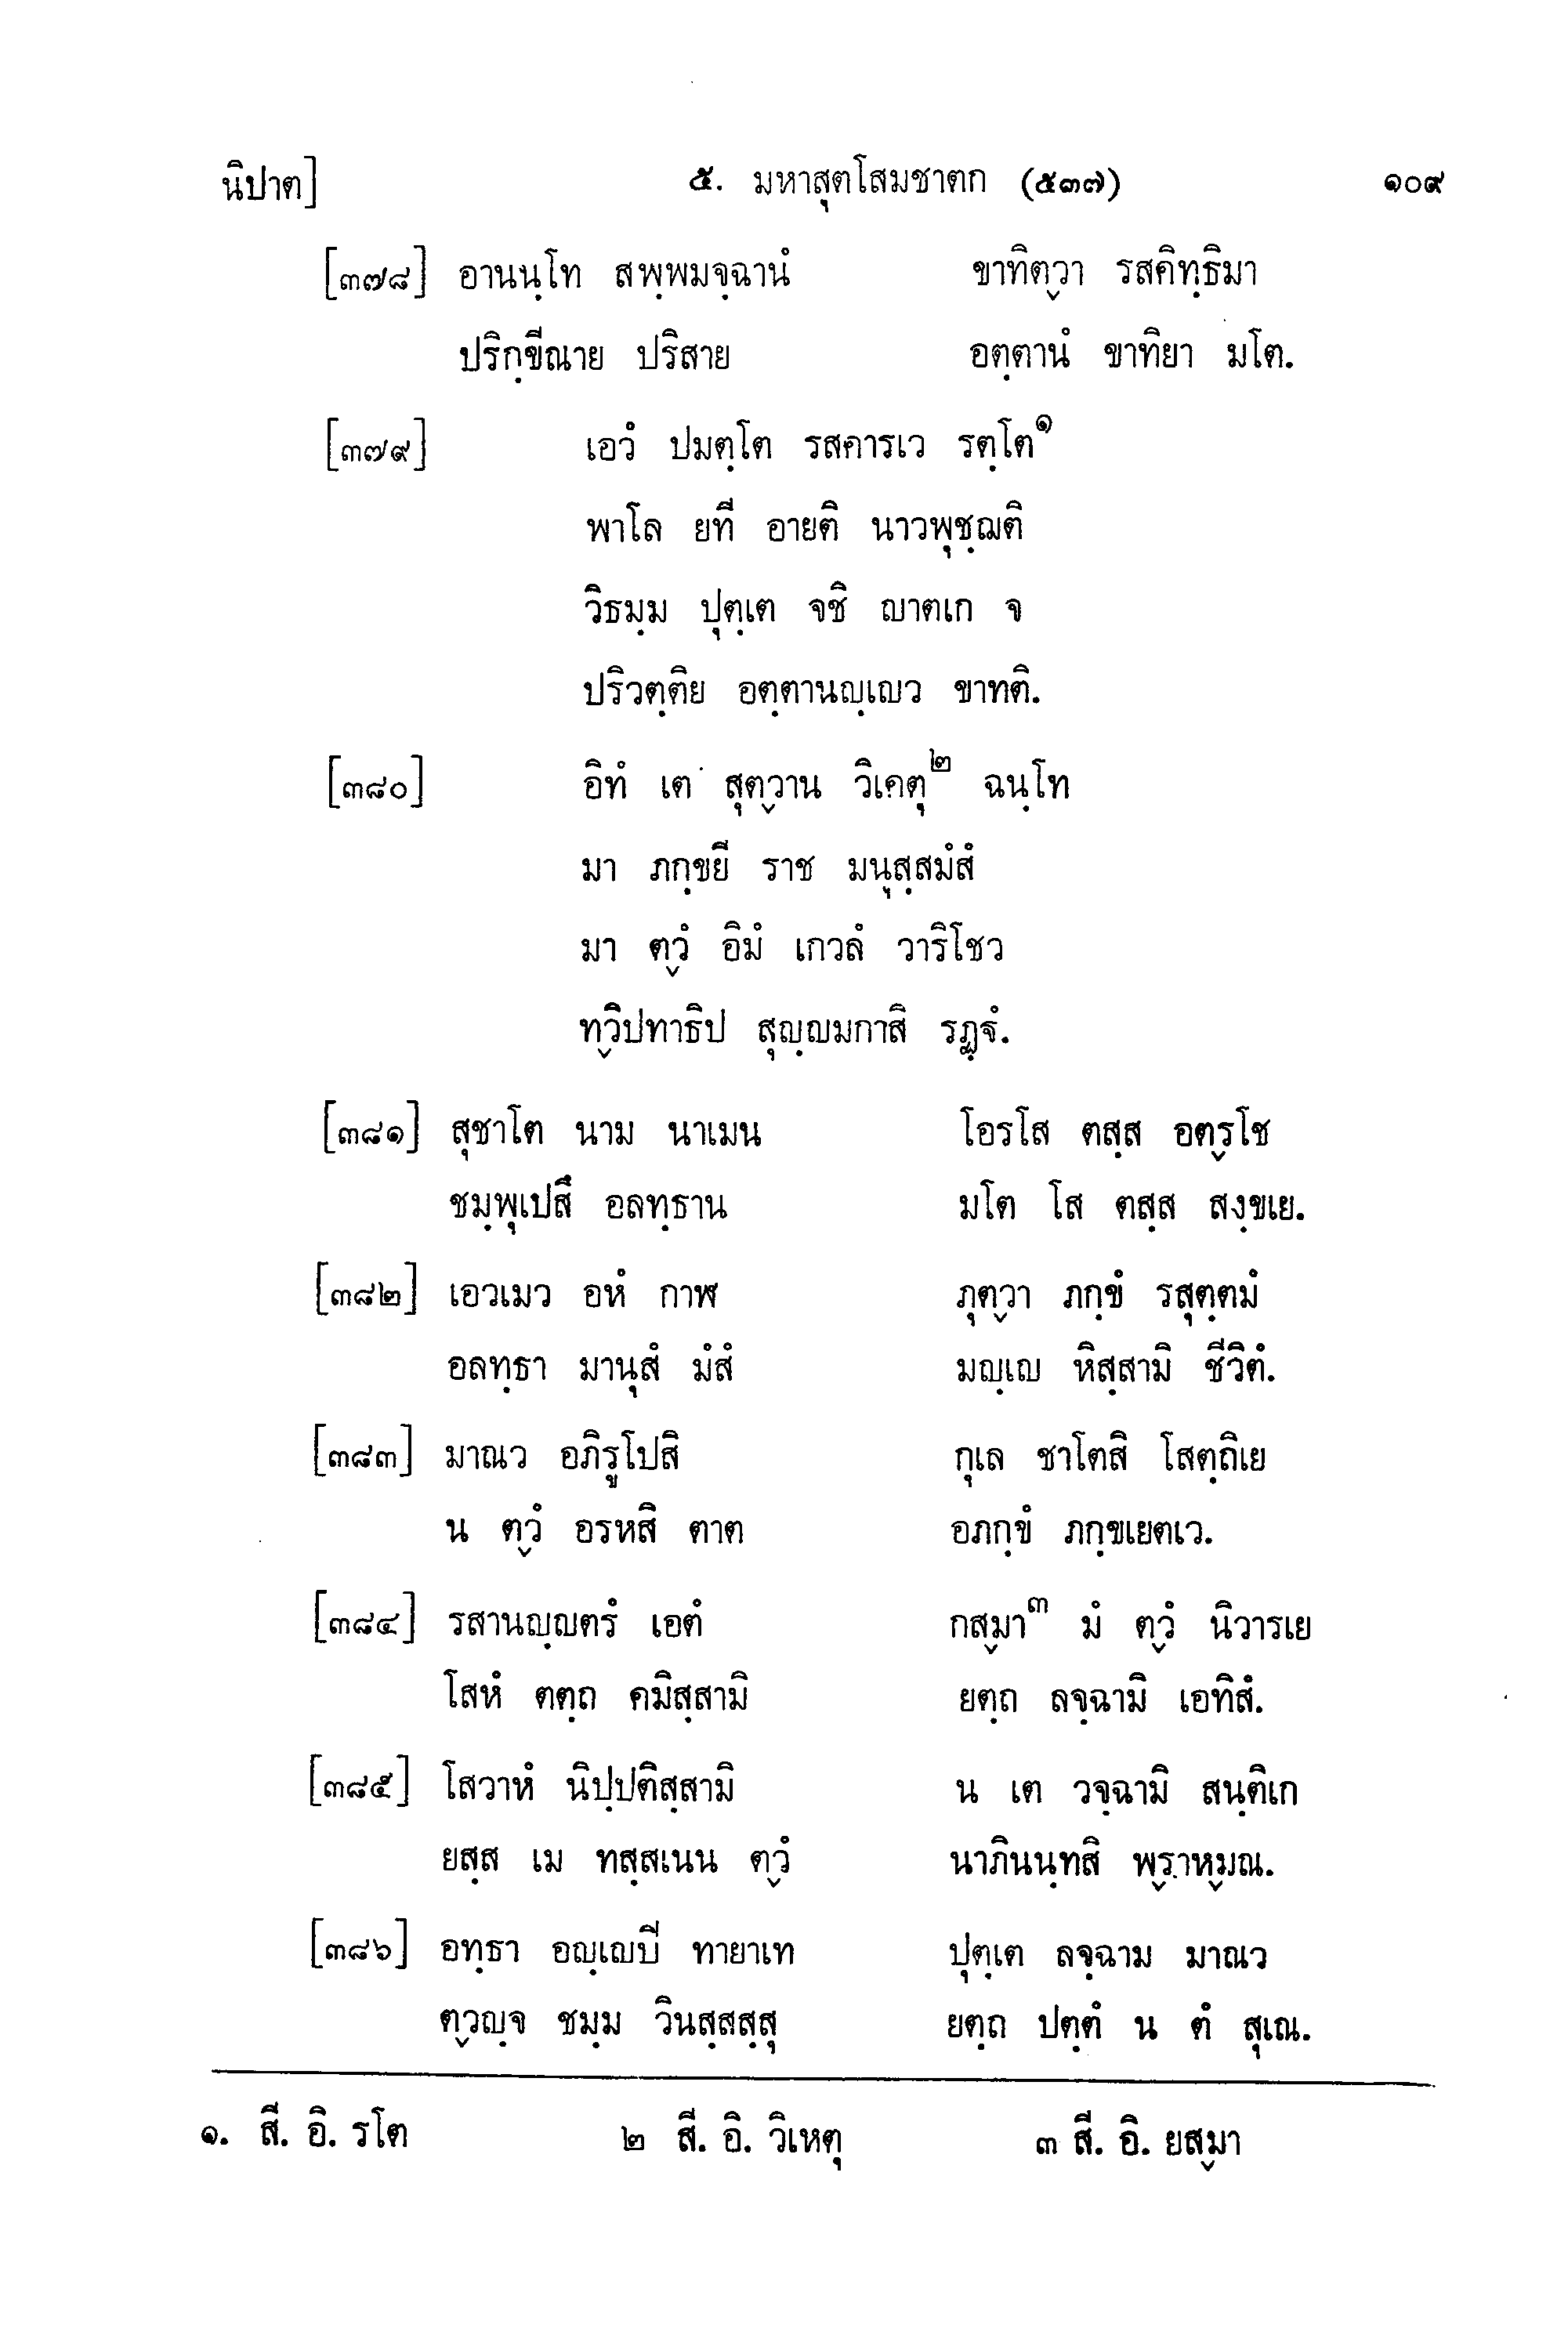 นิปาต] ๕. มหาสุตโสมชาตก (๕๓๗) ๑๐๙
[๓๗๘] อานนฺโท สพฺพมจฺฉานํ ขาทิตฺวา รสคิทฺธิมา
ปริกฺขีณาย ปริสาย อตฺตานํ ขาทิยา มโต.
[๓๗๙] เอวํ ปมตฺโต รสคารเว รตฺโต๑
พาโล ยที อายติ นาวพุชฺฌติ
วิธมฺม ปุตฺเต จชิ ญาตเก จ
ปริวตฺติย อตฺตานญฺเญว ขาทติ.
[๓๘๐] อิทํ เต สุตฺวาน วิเคตุ๒ ฉนฺโท
มา ภกฺขยี ราช มนุสฺสมํสํ
มา ตฺวํ อิมํ เกวลํ วาริโชว
ทฺวิปทาธิป สุญฺญมกาสิ รฏฺฐํ.
[๓๘๑] สุชาโต นาม นาเมน โอรโส ตสฺส อตฺรโช
ชมฺพุเปสึ อลทฺธาน มโต โส ตสฺส สงฺขเย.
[๓๘๒] เอวเมว อหํ กาฬ ภุตฺวา ภกฺขํ รสุตฺตมํ
อลทฺธา มานุสํ มํสํ มญฺเญ หิสฺสามิ ชีวิตํ.
[๓๘๓] มาณว อภิรูโปสิ กุเล ชาโตสิ โสตฺถิเย
น ตฺวํ อรหสิ ตาต อภกฺขํ ภกฺขเยตเว.
[๓๘๔] รสานญฺญตรํ เอตํ กสฺมา๓ มํ ตฺวํ นิวารเย
โสหํ ตตฺถ คมิสฺสามิ ยตฺถ ลจฺฉามิ เอทิสํ.
[๓๘๕] โสวาหํ นิปฺปติสฺสามิ น เต วจฺฉามิ สนฺติเก
ยสฺส เม ทสฺสเนน ตฺวํ นาภินนฺทสิ พฺราหฺมณ.
[๓๘๖] อทฺธา อญฺเญปี ทายาเท ปุตฺเต ลจฺฉาม มาณว
ตฺวญฺจ ชมฺม วินสฺสสฺสุ ยตฺถ ปตฺตํ น ตํ สุเณ.
๑. สี. อิ. รโต ๒ สี. อิ. วิเหตุ ๓ สี. อิ. ยสฺมา